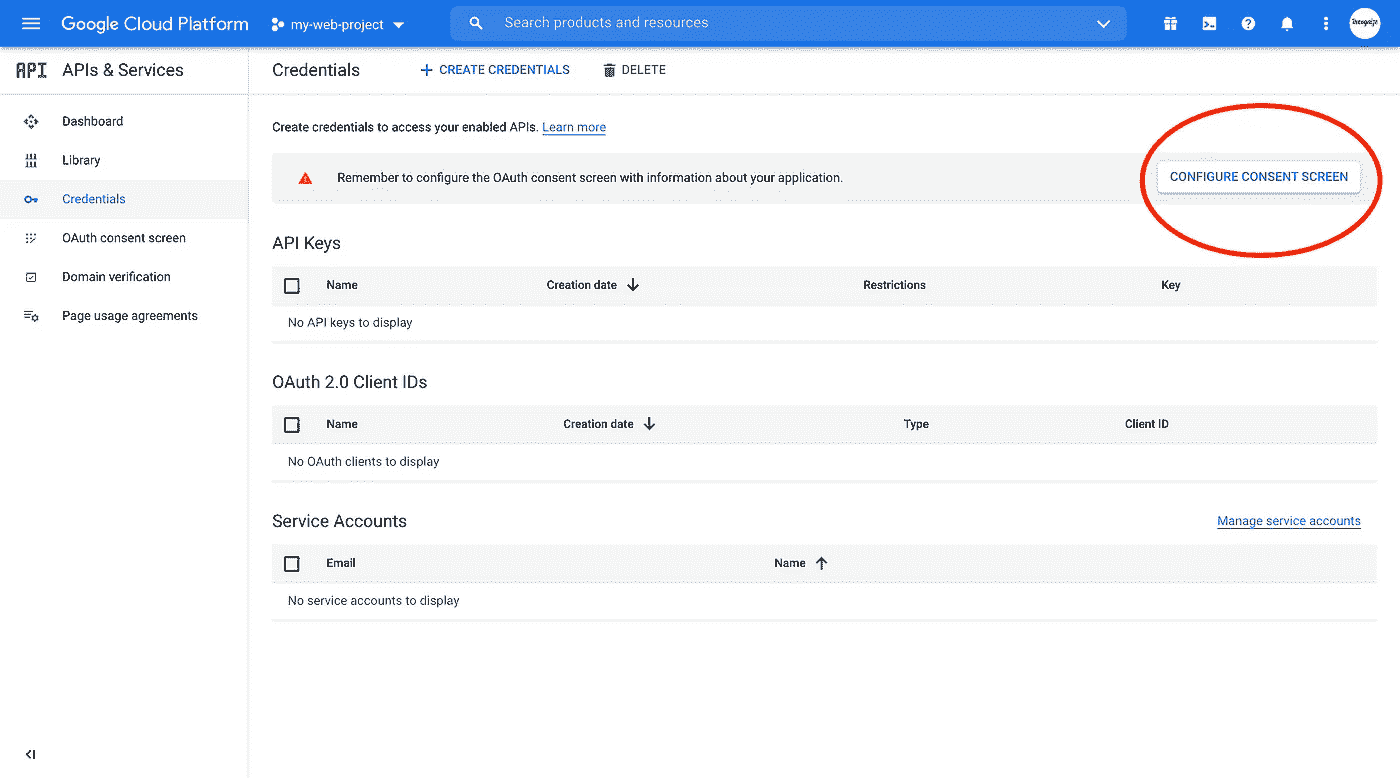 Google Cloud Platform
my-web-project
Search products and resources
API
APIs & Services
Credentials
CREATE CREDENTIALS
DELETE
Dashboard
Library
Credentials
OAuth consent screen
Domain verification
Page usage agreements
Create credentials to access your enabled APIs. Learn more
Remember to configure the OAuth consent screen with information about your application.
CONFIGURE CONSENT SCREEN
API Keys
Name Creation date Restrictions Key
No API keys to display
OAuth 2.0 Client IDs
Name Creation date Type Client ID
No OAuth clients to display
Service Accounts
Manage service accounts
Email Name
No service accounts to display